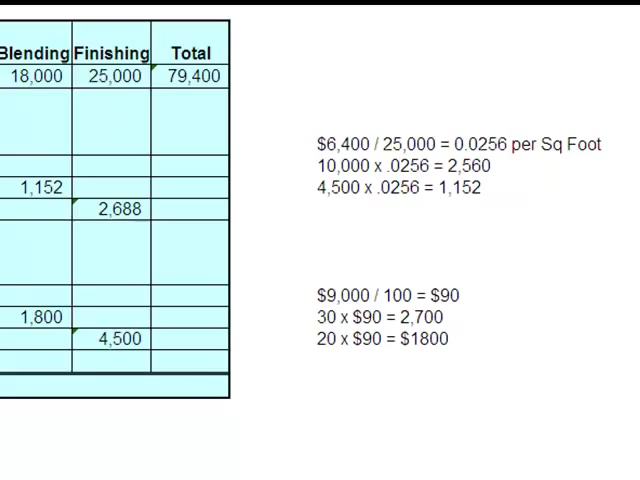 Blending Finishing Total
18,000 25,000 79,400
$6,400 / 25,000 = 0.0256 per Sq Foot
10,000 x .0256 = 2,560
1,152 4,500 x .0256 = 1,152
2,688
$9,000 / 100 = $90
1,800 30 x $90 = 2,700
4,500 20 x $90 = $1800